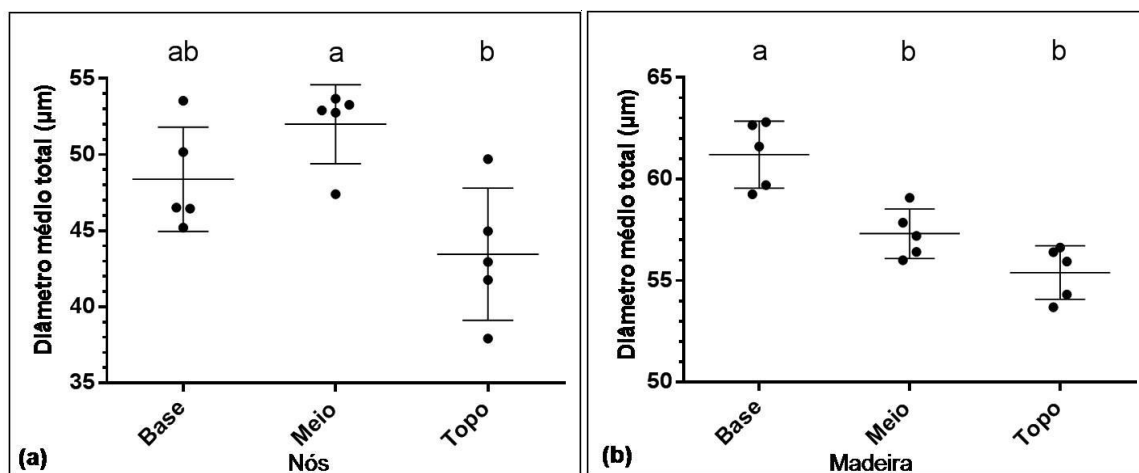 ab a b
Diâmetro médio total (µm)
55
50
45
40
35
Base Meio Topo
(a)
Nós
a b b
Diâmetro médio total (µm)
65
60
55
50
Base Meio Topo
(b)
Madeira